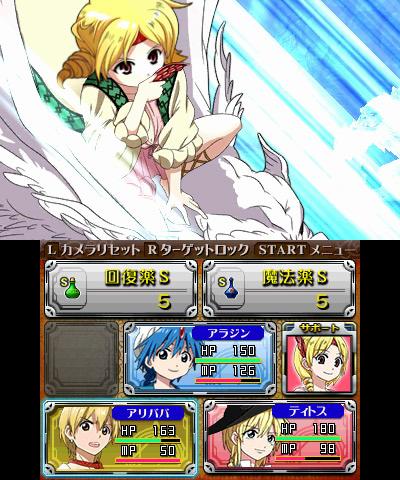 L カメラリセット R ターゲットロック START メニュー
S 回復薬S 5
S 魔法薬S 5
アラジン
HP 150
MP 126
サポート
アリババ
HP 163
MP 50
ティトス
HP 180
MP 98